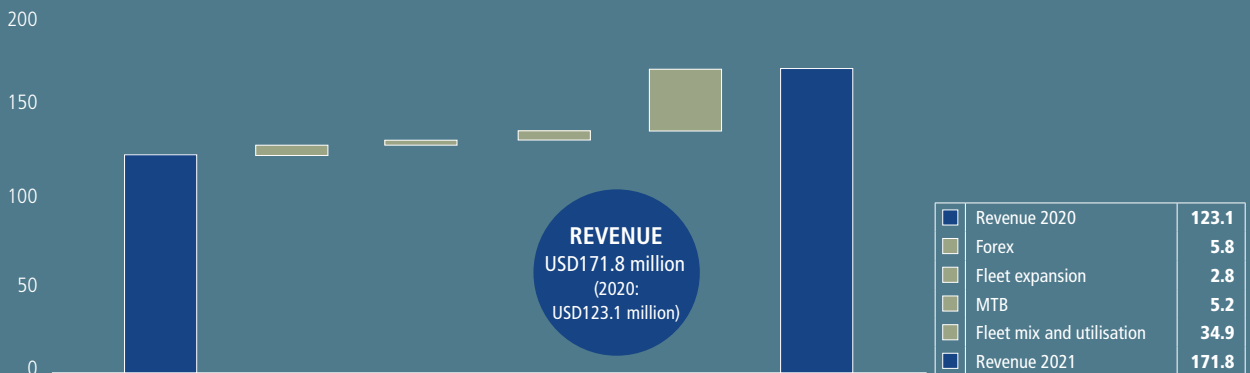 200
150
100
50
0
REVENUE
USD171.8 million
(2020:
USD123.1 million)
Revenue 2020 123.1
Forex 5.8
Fleet expansion 2.8
MTB 5.2
Fleet mix and utilisation 34.9
Revenue 2021 171.8